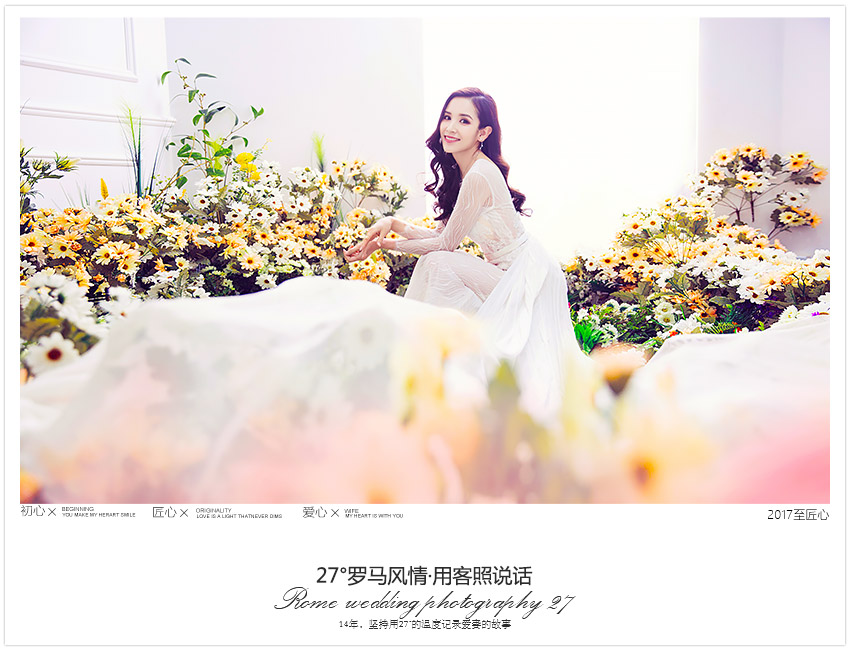 初心× BEGINNING 匠心× ORIGINALITY 爱心× WIFE
YOU MAKE MY HERART SMILE LOVE IS A LIGHT THATNEVER DIMS MY HEART IS WITH YOU
2017至匠心
27°罗马风情·用客照说话
Rome wedding photography 27
14年，坚持用27°的温度记录爱妻的故事